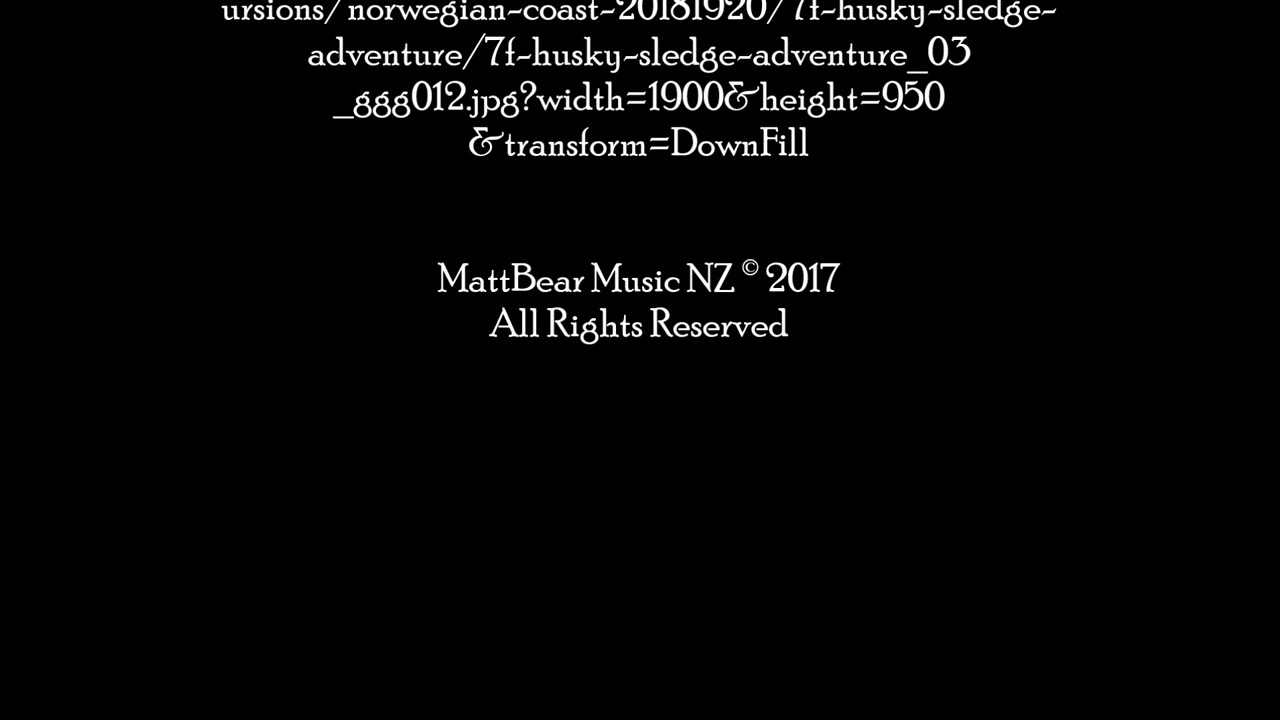 ursions/norwegian-coast-20181920/7f-husky-sledge-
adventure/7f-husky-sledge-adventure_03
_ggg012.jpg?width=1900&height=950
&transform=DownFill
MattBear Music NZ © 2017
All Rights Reserved